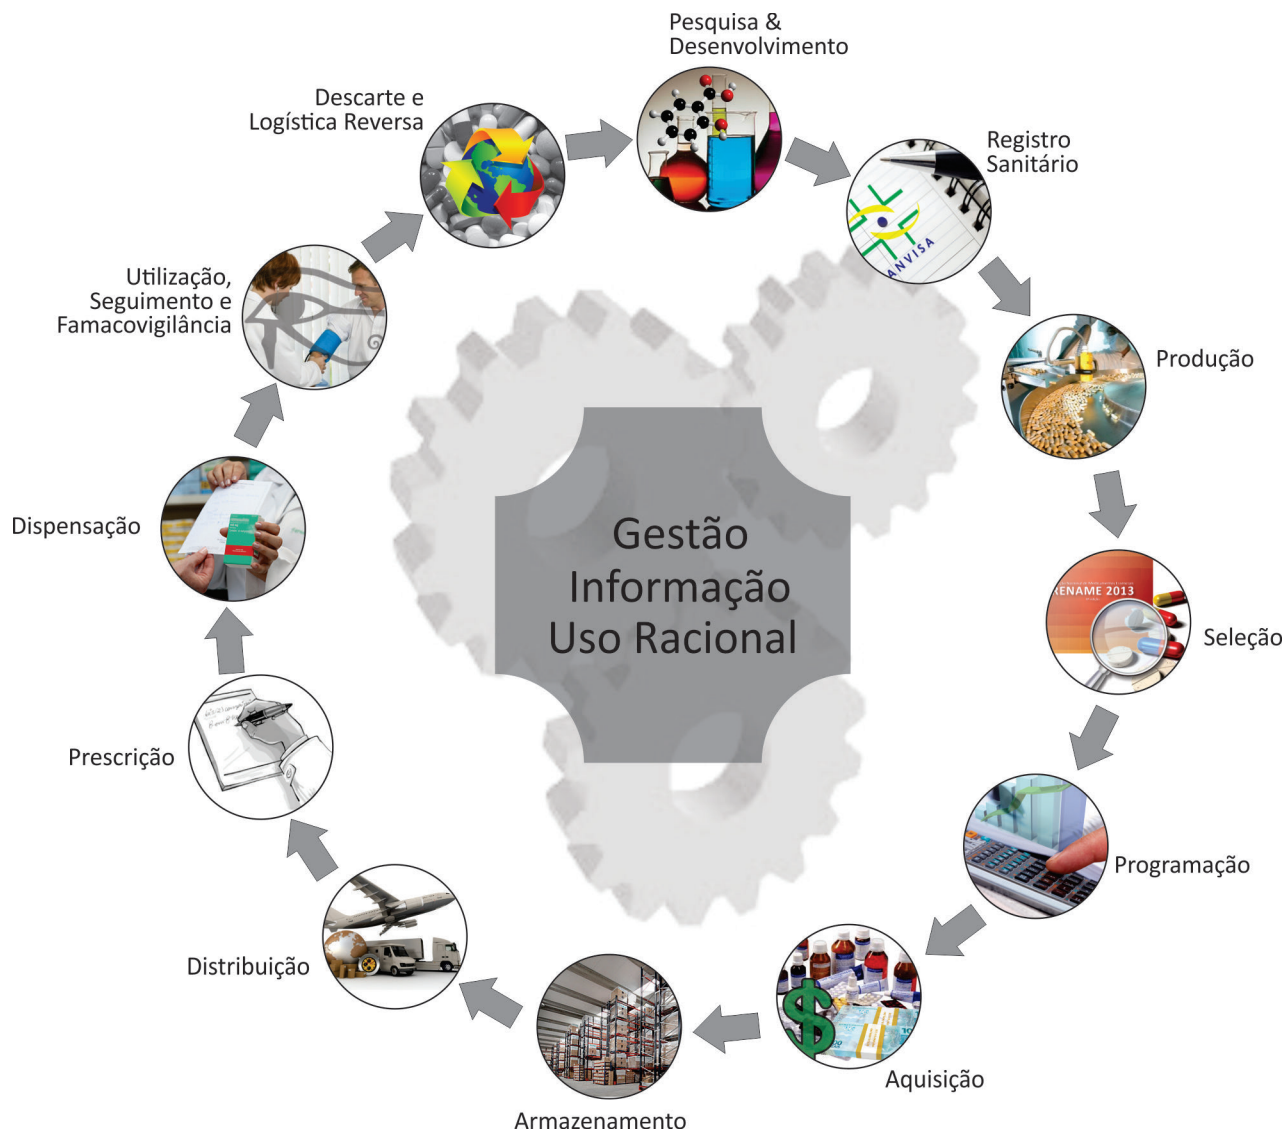 Pesquisa &
Desenvolvimento
Registro
Sanitário
ANVISA
Produção
RENAME 2013
Seleção
Programação
Aquisição
Armazenamento
Distribuição
Prescrição
Dispensação
Utilização,
Seguimento e
Famacovigilância
Descarte e
Logística Reversa
Gestão
Informação
Uso Racional